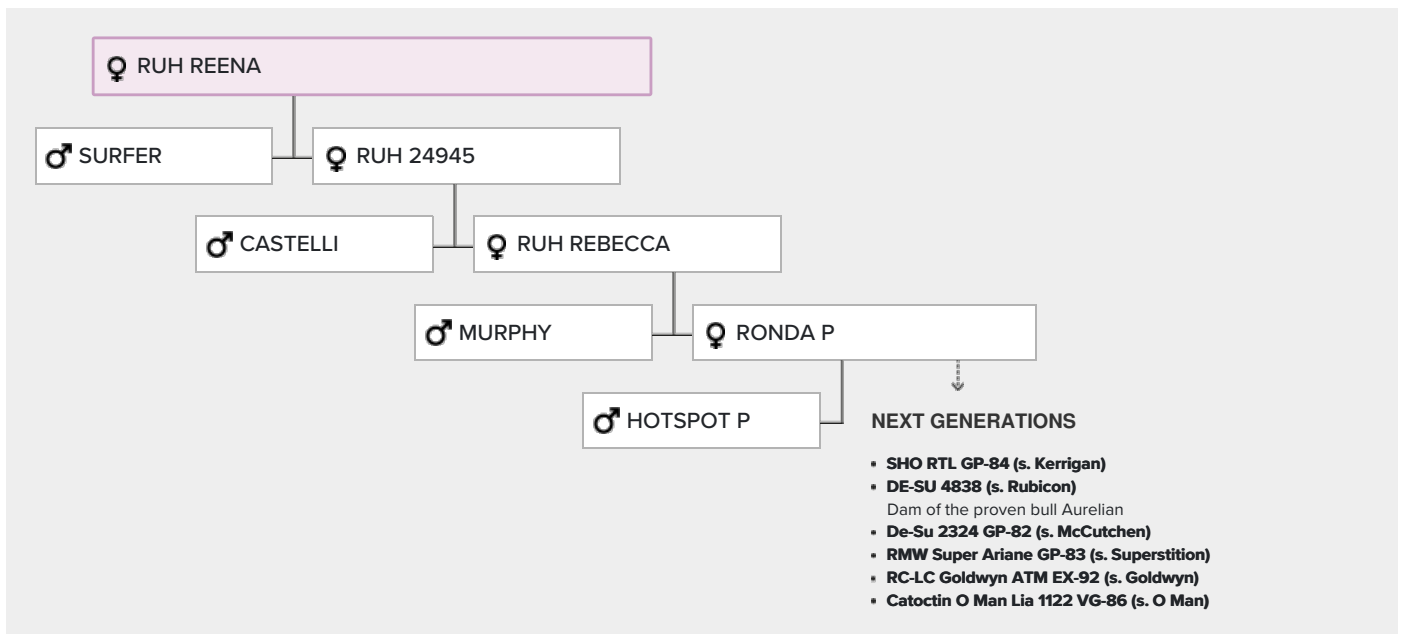 RUH REENA
SURFER
RUH 24945
CASTELLI
RUH REBECCA
MURPHY
RONDA P
HOTSPOT P
NEXT GENERATIONS
• SHO RTL GP-84 (s. Kerrigan)
• DE-SU 4838 (s. Rubicon)
Dam of the proven bull Aurelian
• De-Su 2324 GP-82 (s. McCutchen)
• RMW Super Ariane GP-83 (s. Superstition)
• RC-LC Goldwyn ATM EX-92 (s. Goldwyn)
• Catoctin O Man Lia 1122 VG-86 (s. O Man)